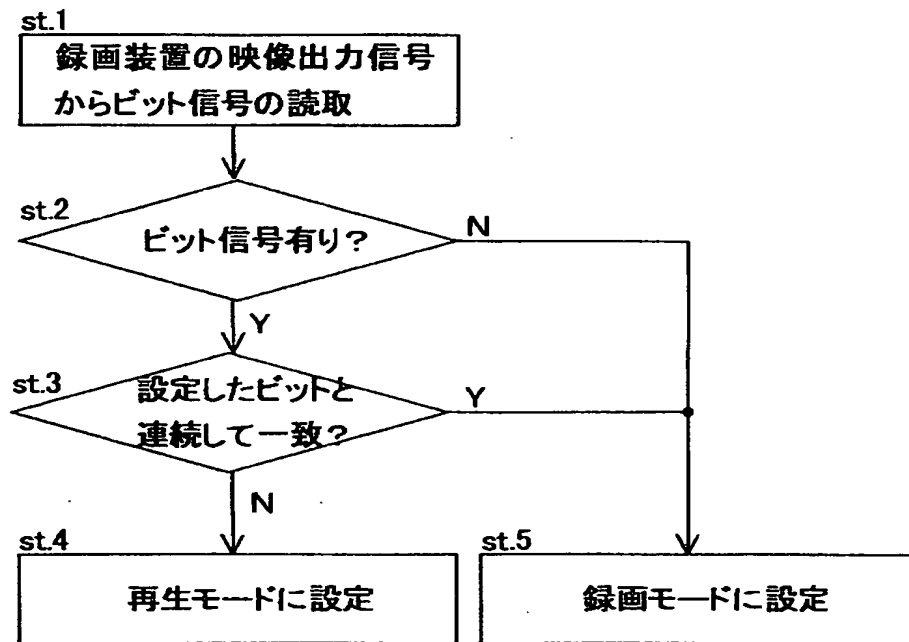 st.1
録画装置の映像出力信号
からビット信号の読取
st.2
ビット信号有り?
N
Y
st.3
設定したビットと
連続して一致?
Y
N
st.4
再生モードに設定
st.5
録画モードに設定